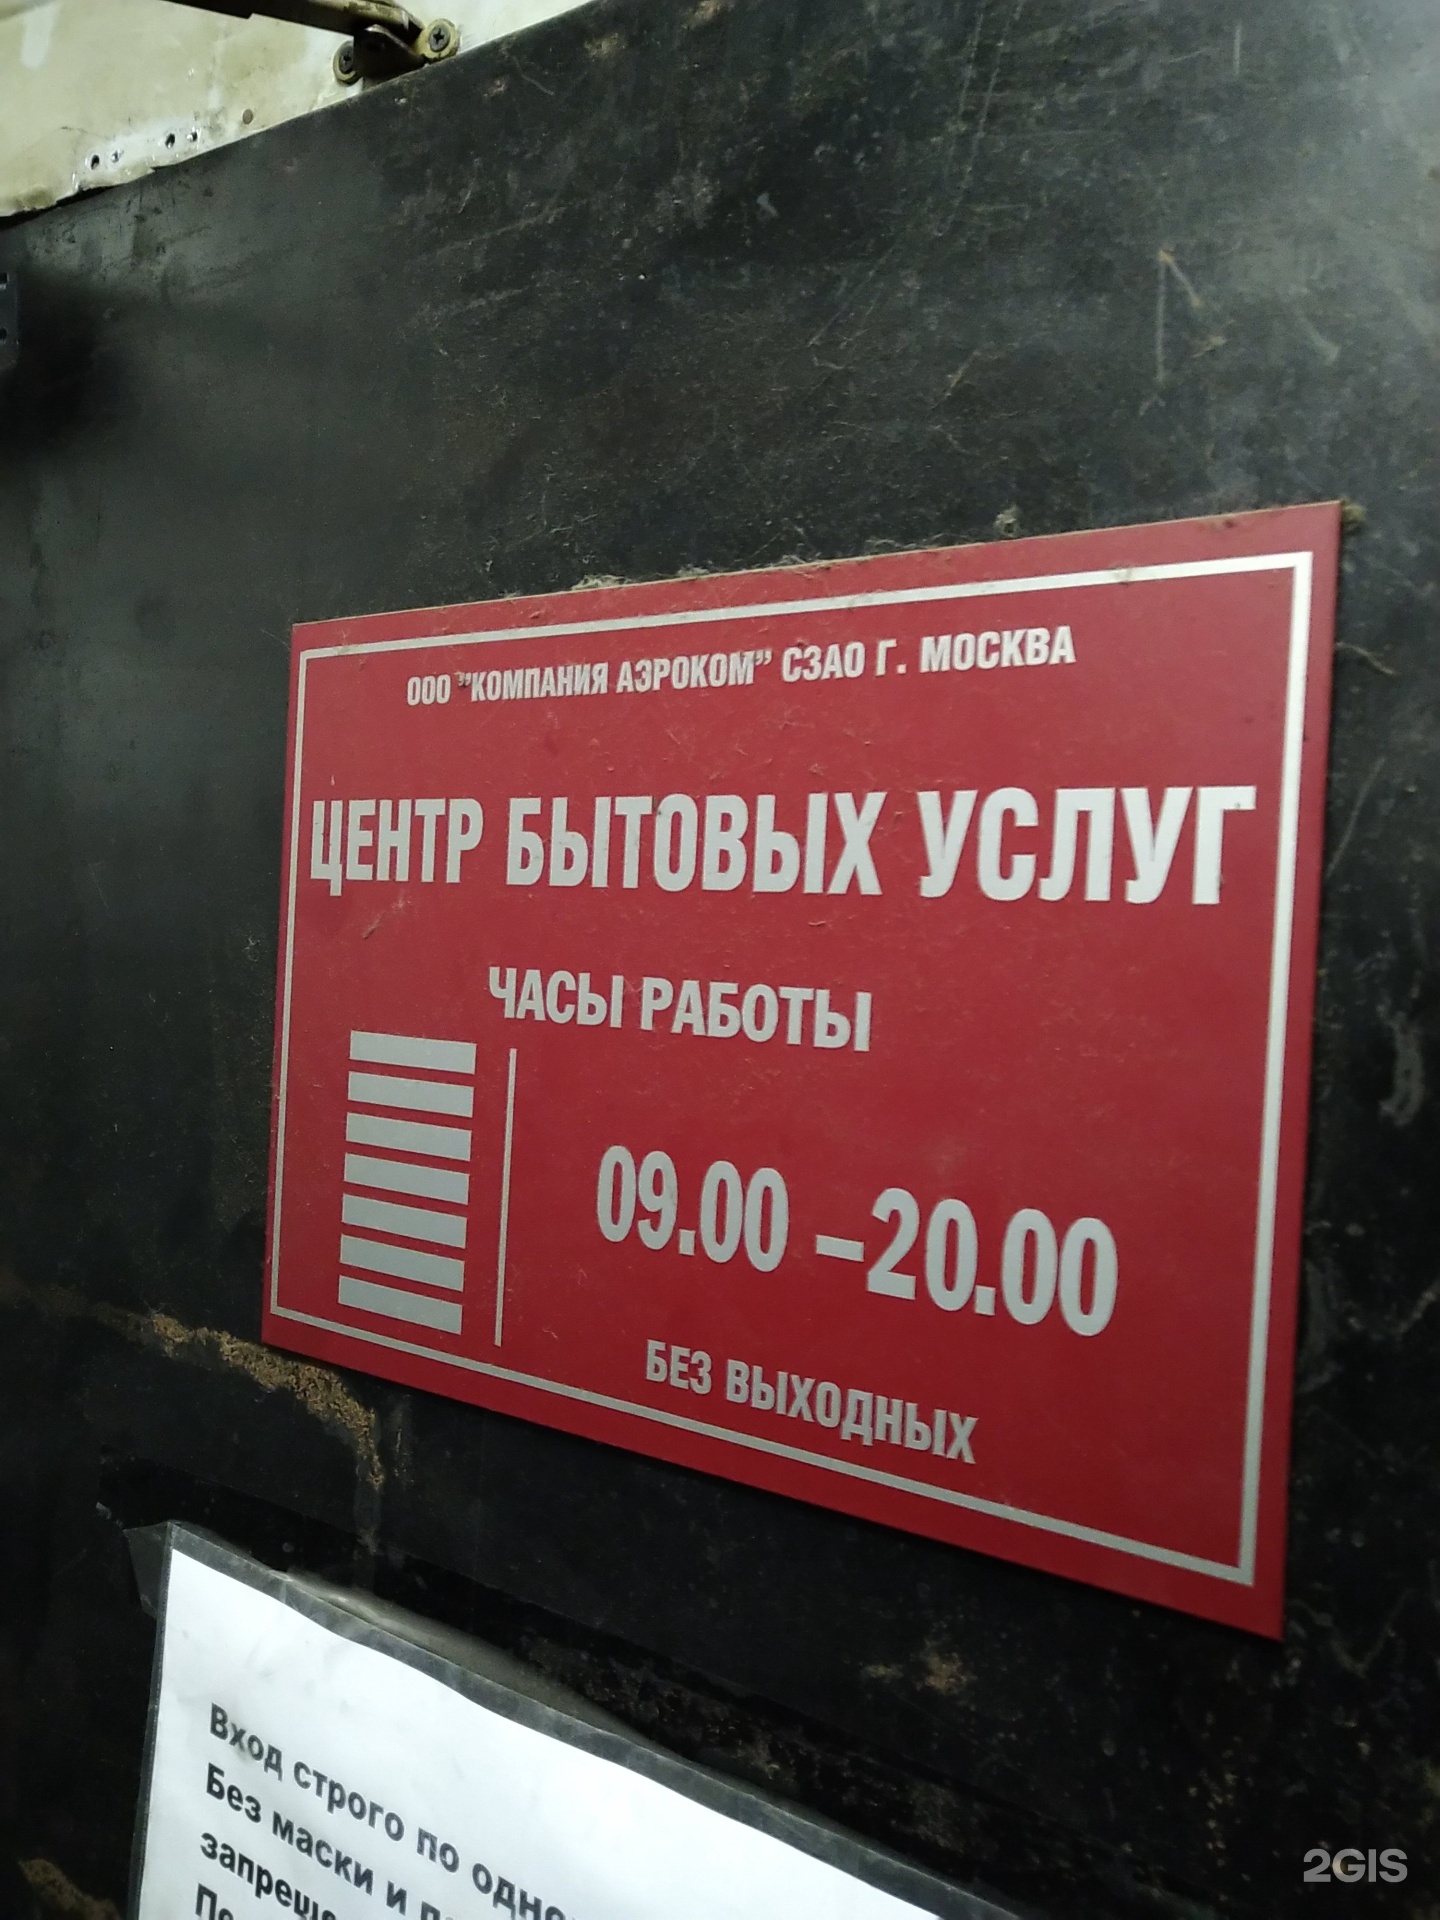 ООО "КОМПАНИЯ АЭРОКОМ" СЗАО Г. МОСКВА
ЦЕНТР БЫТОВЫХ УСЛУГ
ЧАСЫ РАБОТЫ
09.00 – 20.00
БЕЗ ВЫХОДНЫХ
Вход строго по
Без маски и
2GIS